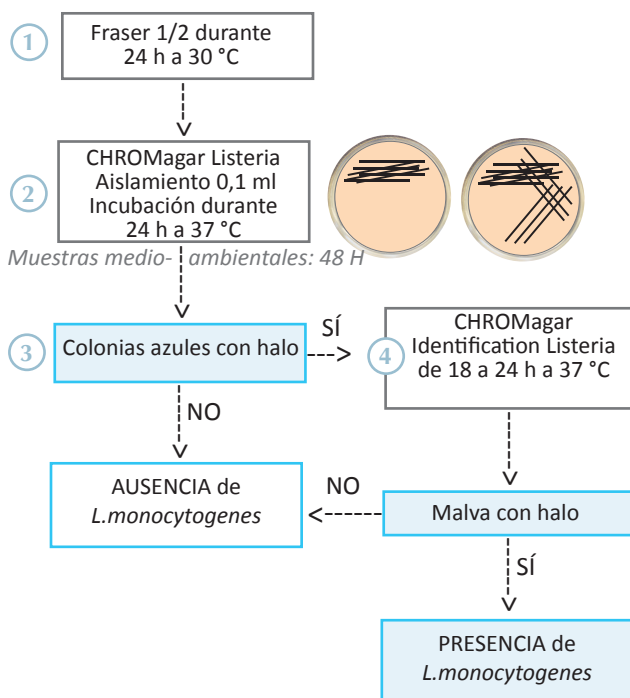 1
Fraser 1/2 durante
24 h a 30 °C
2
CHROMagar Listeria
Aislamiento 0,1 ml
Incubación durante
24 h a 37 °C
Muestras medio- ambientales: 48 H
3
Colonias azules con halo
SÍ
4
CHROMagar
Identification Listeria
de 18 a 24 h a 37 °C
NO
AUSENCIA de
L.monocytogenes
NO
Malva con halo
SÍ
PRESENCIA de
L.monocytogenes